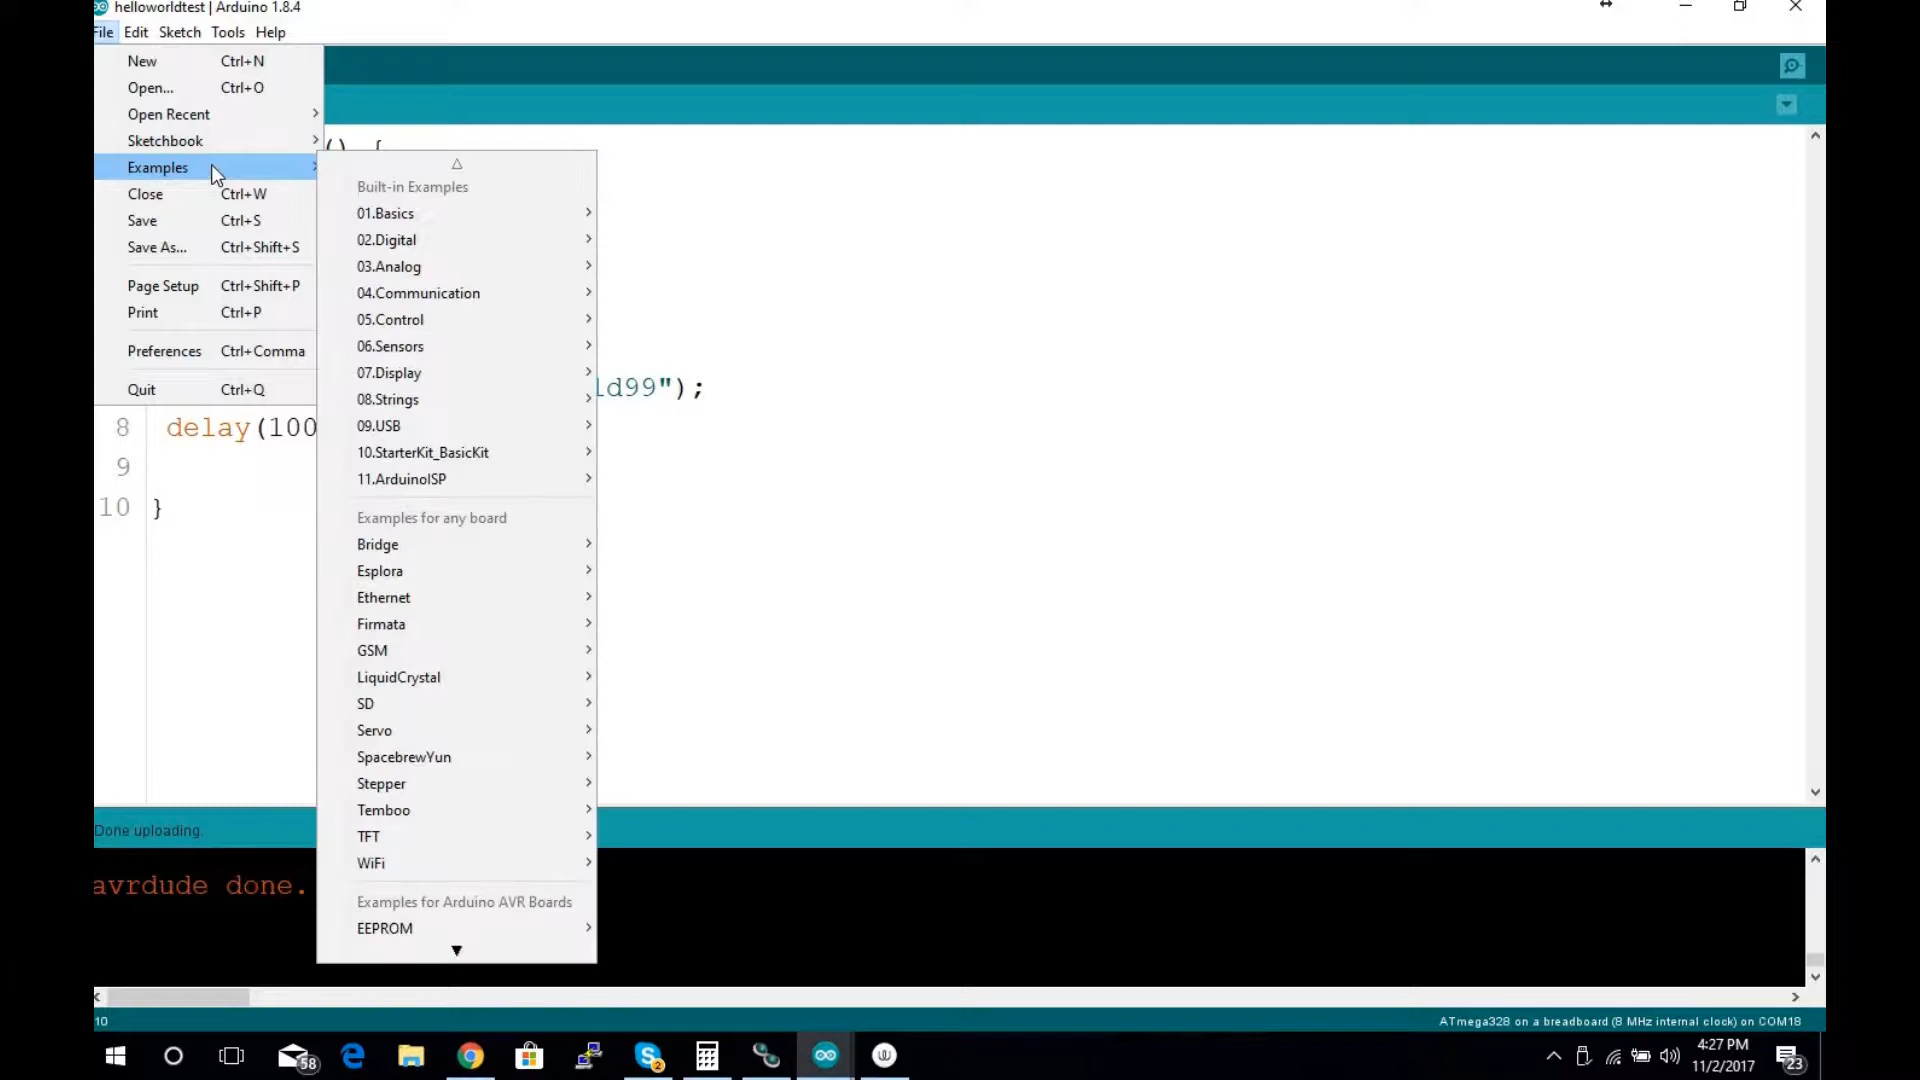 helloworldtest | Arduino 1.8.4
File Edit Sketch Tools Help
New Ctrl+N
Open... Ctrl+O
Open Recent
Sketchbook
Examples
Close Ctrl+W
Save Ctrl+S
Save As... Ctrl+Shift+S
Page Setup Ctrl+Shift+P
Print Ctrl+P
Preferences Ctrl+Comma
Quit Ctrl+Q
Built-in Examples
01.Basics
02.Digital
03.Analog
04.Communication
05.Control
06.Sensors
07.Display
08.Strings
09.USB
10.StarterKit_BasicKit
11.ArduinoISP
Examples for any board
Bridge
Esplora
Ethernet
Firmata
GSM
LiquidCrystal
SD
Servo
SpacebrewYun
Stepper
Temboo
TFT
WiFi
Examples for Arduino AVR Boards
EEPROM
() {
ld99");
8 delay(100
9
10 }
Done uploading.
avrdude done.
10
ATmega328 on a breadboard (8 MHz internal clock) on COM18
58
2
4:27 PM
11/2/2017
23